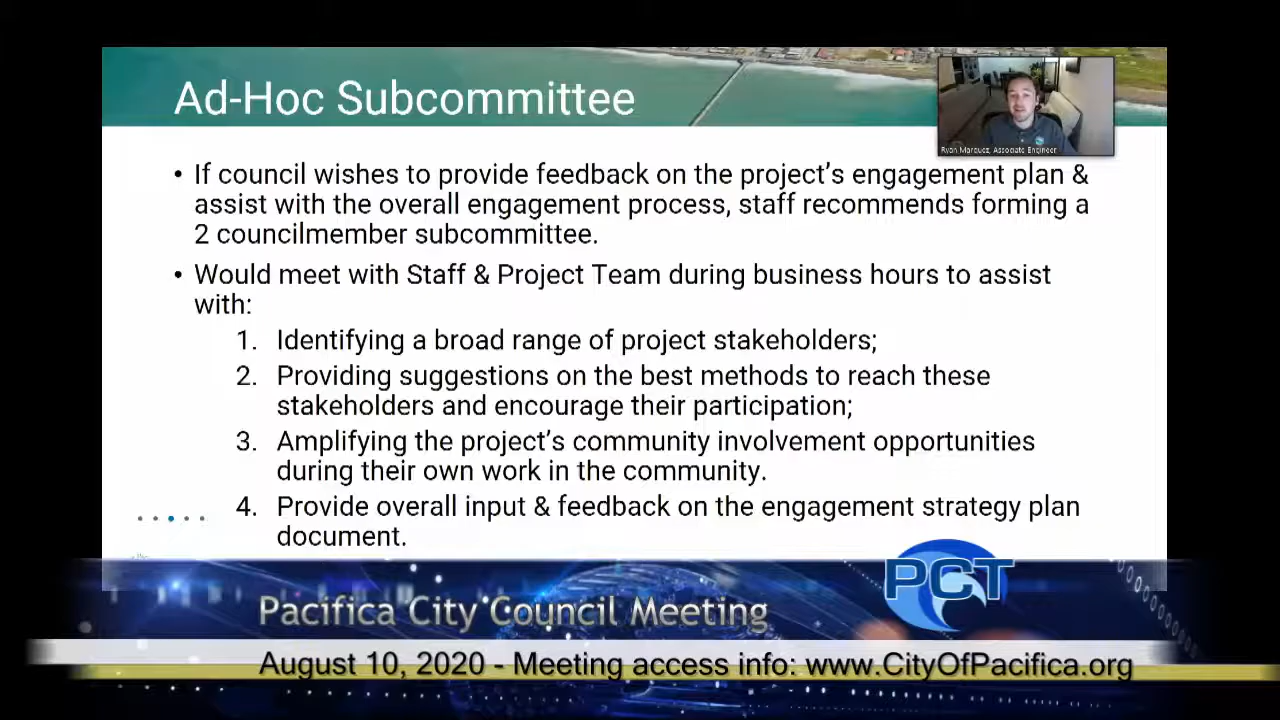 Ad-Hoc Subcommittee
Ryan Marquez, Associate Engineer
• If council wishes to provide feedback on the project's engagement plan &
assist with the overall engagement process, staff recommends forming a
2 councilmember subcommittee.
• Would meet with Staff & Project Team during business hours to assist
with:
1. Identifying a broad range of project stakeholders;
2. Providing suggestions on the best methods to reach these
stakeholders and encourage their participation;
3. Amplifying the project's community involvement opportunities
during their own work in the community.
4. Provide overall input & feedback on the engagement strategy plan
document.
PCT
Pacifica City Council Meeting
August 10, 2020 - Meeting access info: www.CityOfPacifica.org